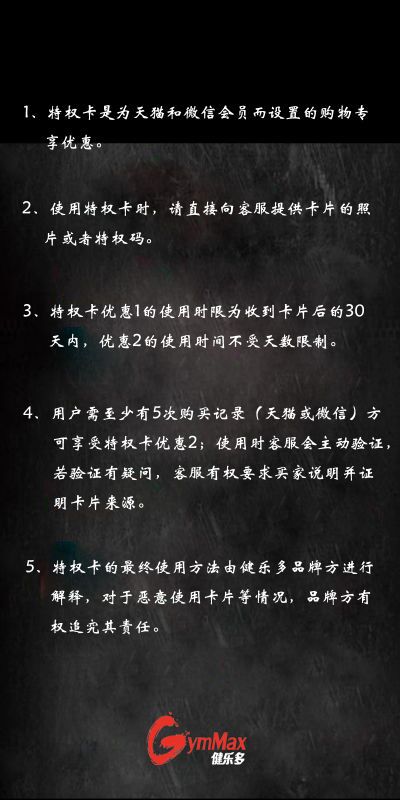 1、特权卡是为天猫和微信会员而设置的购物专
享优惠。
2、使用特权卡时，请直接向客服提供卡片的照
片或者特权码。
3、特权卡优惠1的使用时限为收到卡片后的30
天内，优惠2的使用时间不受天数限制。
4、用户需至少有5次购买记录（天猫或微信）方
可享受特权卡优惠2；使用时客服会主动验证，
若验证有疑问，客服有权要求买家说明并证
明卡片来源。
5、特权卡的最终使用方法由健乐多品牌方进行
解释，对于恶意使用卡片等情况，品牌方有
权追究其责任。
GymMax
健乐多